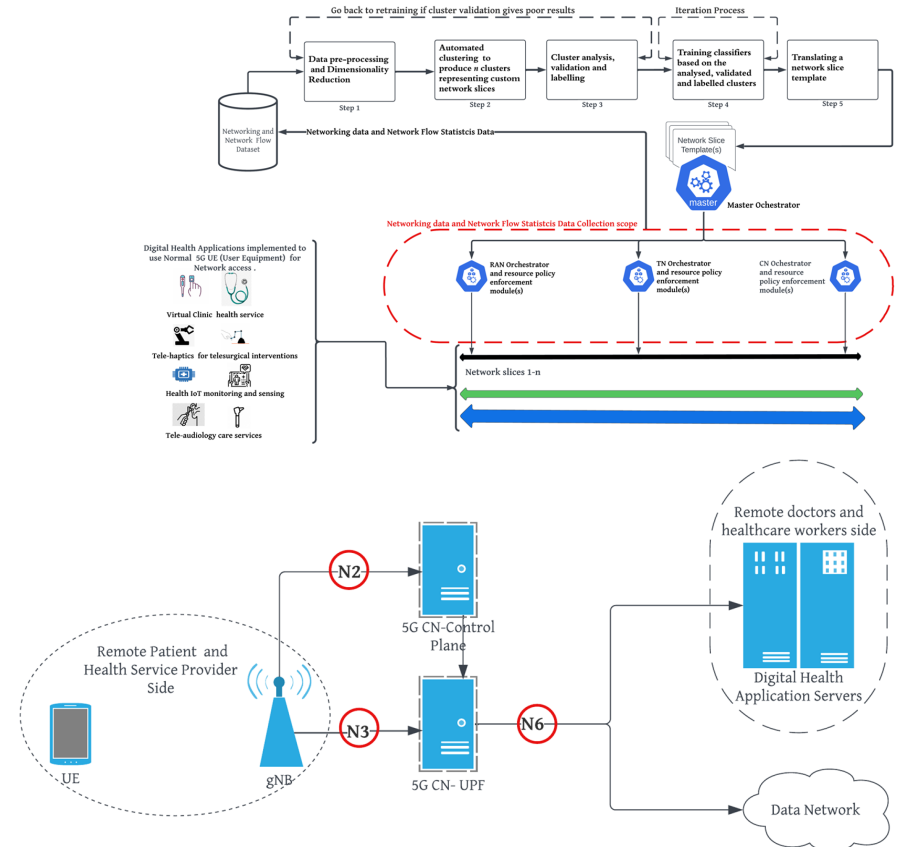 Go back to retraining if cluster validation gives poor results
Iteration Process
Data pre-processing
and Dimensionality
Reduction
Step 1
Automated
clustering to
produce n clusters
representing custom
network slices
Step 2
Cluster analysis,
validation and
labelling
Step 3
Training classifiers
based on the
analysed, validated
and labelled clusters
Step 4
Translating a
network slice
template
Step 5
Networking and
Network Flow
Dataset
Networking data and Network Flow Statistcis Data
Network Slice
Template(s)
master
Master Ochestrator
Networking data and Network Flow Statistcis Data Collection scope
RAN Orchestrator
and resource policy
enforcement
module(s)
TN Orchestrator
and resource policy
enforcement
module(s)
CN Ochestrator
and resource
policy enforcement
module(s)
Digital Health Applications implemented to
use Normal 5G UE (User Equipment) for
Network access .
Virtual Clinic health service
Tele-haptics for telesurgical interventions
Health IoT monitoring and sensing
Tele-audiology care services
Network slices 1-n
Remote doctors and
healthcare workers side
Digital Health
Application Servers
N2
5G CN-Control
Plane
Remote Patient and
Health Service Provider
Side
UE
gNB
N3
5G CN- UPF
N6
Data Network